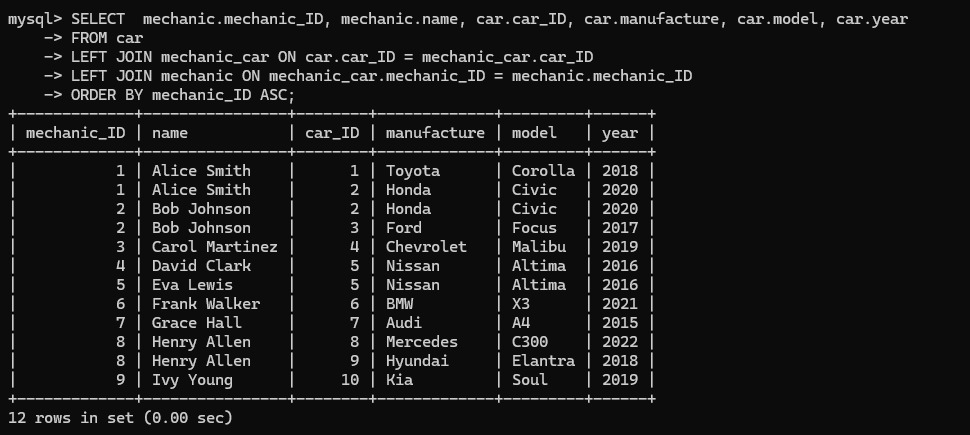 mysql> SELECT  mechanic.mechanic_ID, mechanic.name, car.car_ID, car.manufacture, car.model, car.year
    -> FROM car
    -> LEFT JOIN mechanic_car ON car.car_ID = mechanic_car.car_ID
    -> LEFT JOIN mechanic ON mechanic_car.mechanic_ID = mechanic.mechanic_ID
    -> ORDER BY mechanic_ID ASC;
+-------------+----------------+--------+-------------+---------+------+
| mechanic_ID | name           | car_ID | manufacture | model   | year |
+-------------+----------------+--------+-------------+---------+------+
|           1 | Alice Smith    |      1 | Toyota      | Corolla | 2018 |
|           1 | Alice Smith    |      2 | Honda       | Civic   | 2020 |
|           2 | Bob Johnson    |      2 | Honda       | Civic   | 2020 |
|           2 | Bob Johnson    |      3 | Ford        | Focus   | 2017 |
|           3 | Carol Martinez |      4 | Chevrolet   | Malibu  | 2019 |
|           4 | David Clark    |      5 | Nissan      | Altima  | 2016 |
|           5 | Eva Lewis      |      5 | Nissan      | Altima  | 2016 |
|           6 | Frank Walker   |      6 | BMW         | X3      | 2021 |
|           7 | Grace Hall     |      7 | Audi        | A4      | 2015 |
|           8 | Henry Allen    |      8 | Mercedes    | C300    | 2022 |
|           8 | Henry Allen    |      9 | Hyundai     | Elantra | 2018 |
|           9 | Ivy Young      |     10 | Kia         | Soul    | 2019 |
+-------------+----------------+--------+-------------+---------+------+
12 rows in set (0.00 sec)